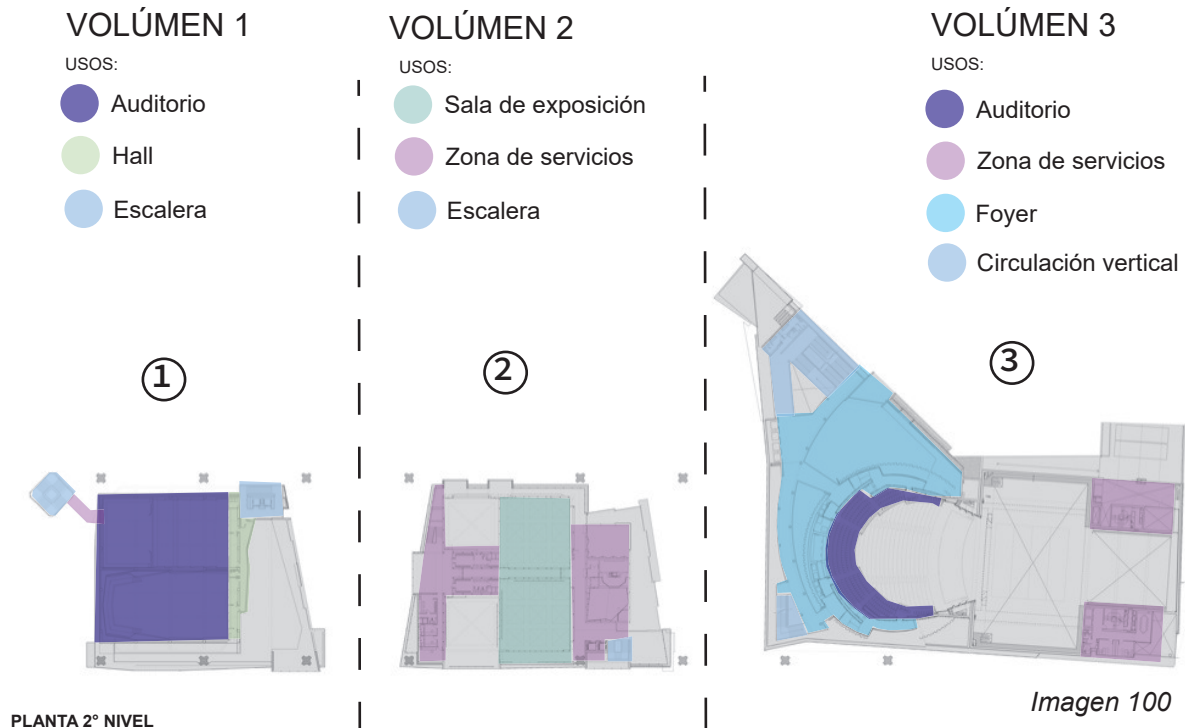 VOLÚMEN 1
USOS:
Auditorio
Hall
Escalera
VOLÚMEN 2
USOS:
Sala de exposición
Zona de servicios
Escalera
VOLÚMEN 3
USOS:
Auditorio
Zona de servicios
Foyer
Circulación vertical
1
2
3
PLANTA 2° NIVEL
Imagen 100